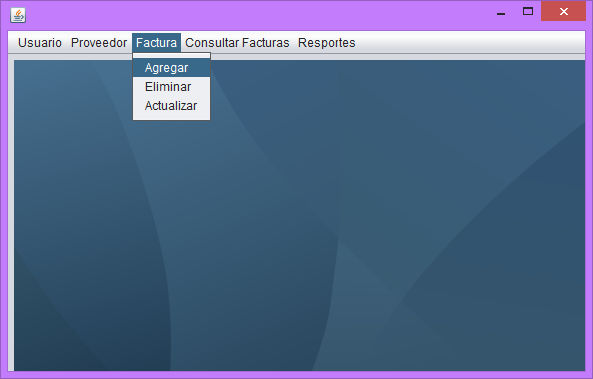 Usuario Proveedor Factura Consultar Facturas Resportes
Agregar
Eliminar
Actualizar